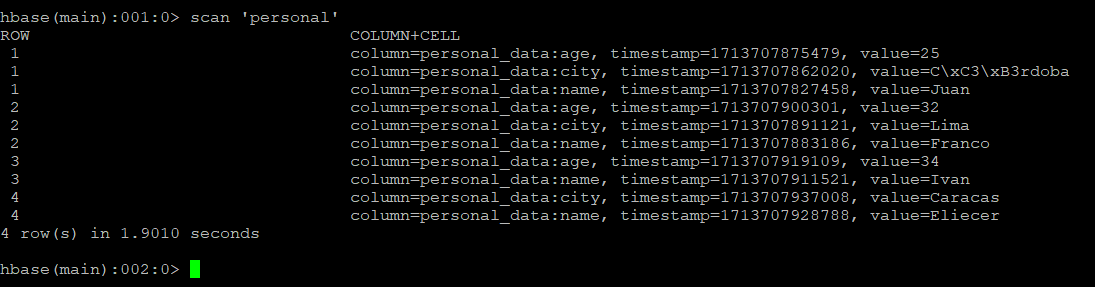 hbase(main):001:0> scan 'personal'
ROW COLUMN+CELL
1 column=personal_data:age, timestamp=1713707875479, value=25
1 column=personal_data:city, timestamp=1713707862020, value=C\xC3\xB3rdoba
1 column=personal_data:name, timestamp=1713707827458, value=Juan
2 column=personal_data:age, timestamp=1713707900301, value=32
2 column=personal_data:city, timestamp=1713707891121, value=Lima
2 column=personal_data:name, timestamp=1713707883186, value=Franco
3 column=personal_data:age, timestamp=1713707919109, value=34
3 column=personal_data:name, timestamp=1713707911521, value=Ivan
4 column=personal_data:city, timestamp=1713707937008, value=Caracas
4 column=personal_data:name, timestamp=1713707928788, value=Eliecer
4 row(s) in 1.9010 seconds
hbase(main):002:0>